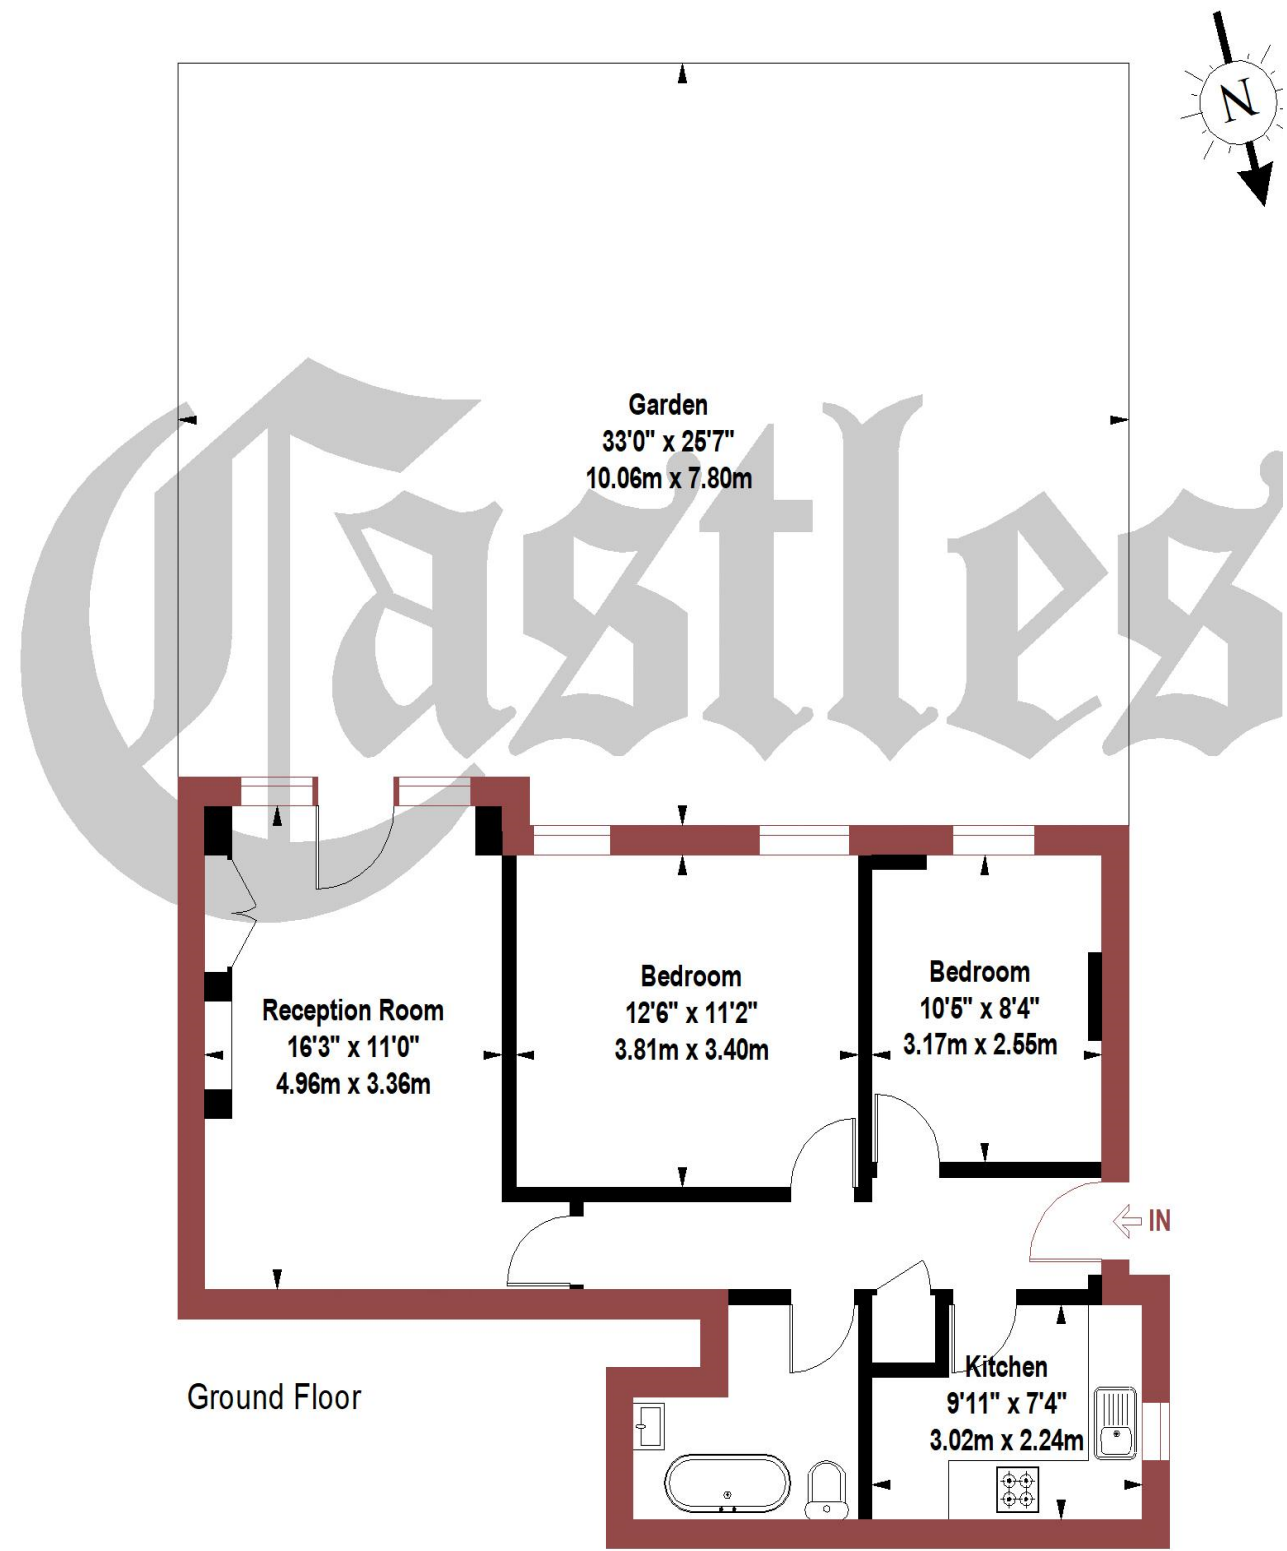 N
Garden
33'0" x 25'7"
10.06m x 7.80m
Castles
Bedroom
12'6" x 11'2"
3.81m x 3.40m
Bedroom
10'5" x 8'4"
3.17m x 2.55m
Reception Room
16'3" x 11'0"
4.96m x 3.36m
IN
Kitchen
9'11" x 7'4"
3.02m x 2.24m
Ground Floor